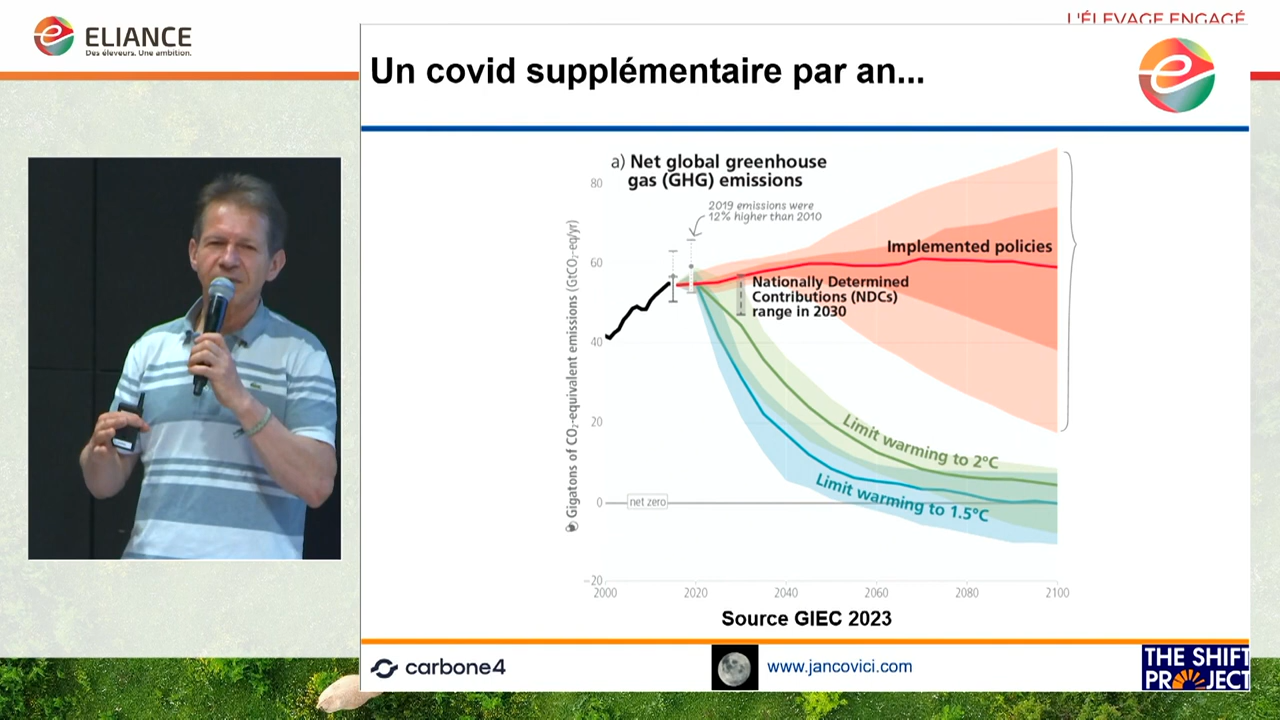 L'ÉLEVAGE ENGAGÉ
ELIANCE
Des éleveurs. Une ambition.
Un covid supplémentaire par an...
a) Net global greenhouse
gas (GHG) emissions
80
2019 emissions were
12% higher than 2010
60
Implemented policies
Nationally Determined
Contributions (NDCs)
range in 2030
40
20
Limit warming to 2°C
Limit warming to 1.5°C
0
net zero
−20
Gigatons of CO₂-equivalent emissions (GtCO₂-eq/yr)
2000 2020 2040 2060 2080 2100
Source GIEC 2023
carbone4
www.jancovici.com
THE SHIFT
PROJECT